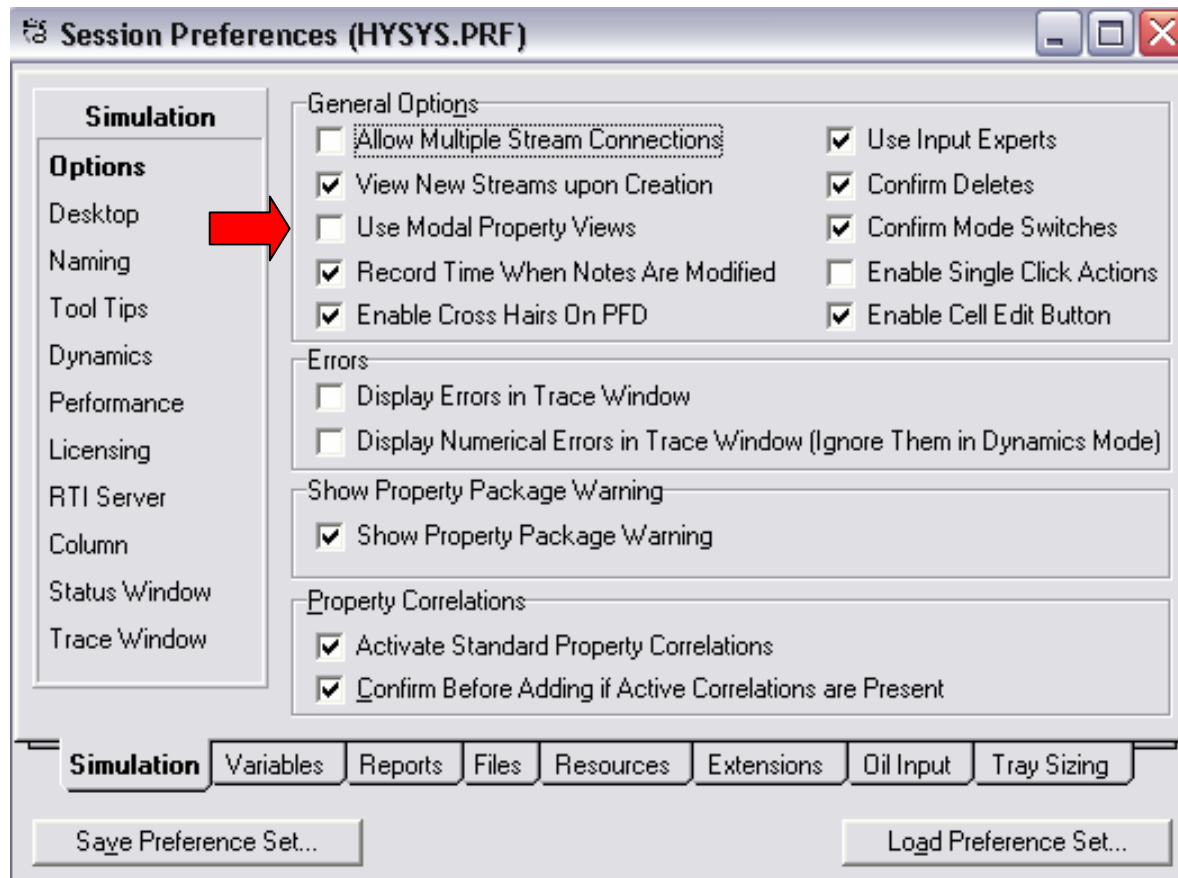 Session Preferences (HYSYS.PRF)
Simulation
Options
Desktop
Naming
Tool Tips
Dynamics
Performance
Licensing
RTI Server
Column
Status Window
Trace Window
General Options
Allow Multiple Stream Connections
View New Streams upon Creation
Use Modal Property Views
Record Time When Notes Are Modified
Enable Cross Hairs On PFD
Use Input Experts
Confirm Deletes
Confirm Mode Switches
Enable Single Click Actions
Enable Cell Edit Button
Errors
Display Errors in Trace Window
Display Numerical Errors in Trace Window (Ignore Them in Dynamics Mode)
Show Property Package Warning
Show Property Package Warning
Property Correlations
Activate Standard Property Correlations
Confirm Before Adding if Active Correlations are Present
Simulation Variables Reports Files Resources Extensions Oil Input Tray Sizing
Save Preference Set... Load Preference Set...